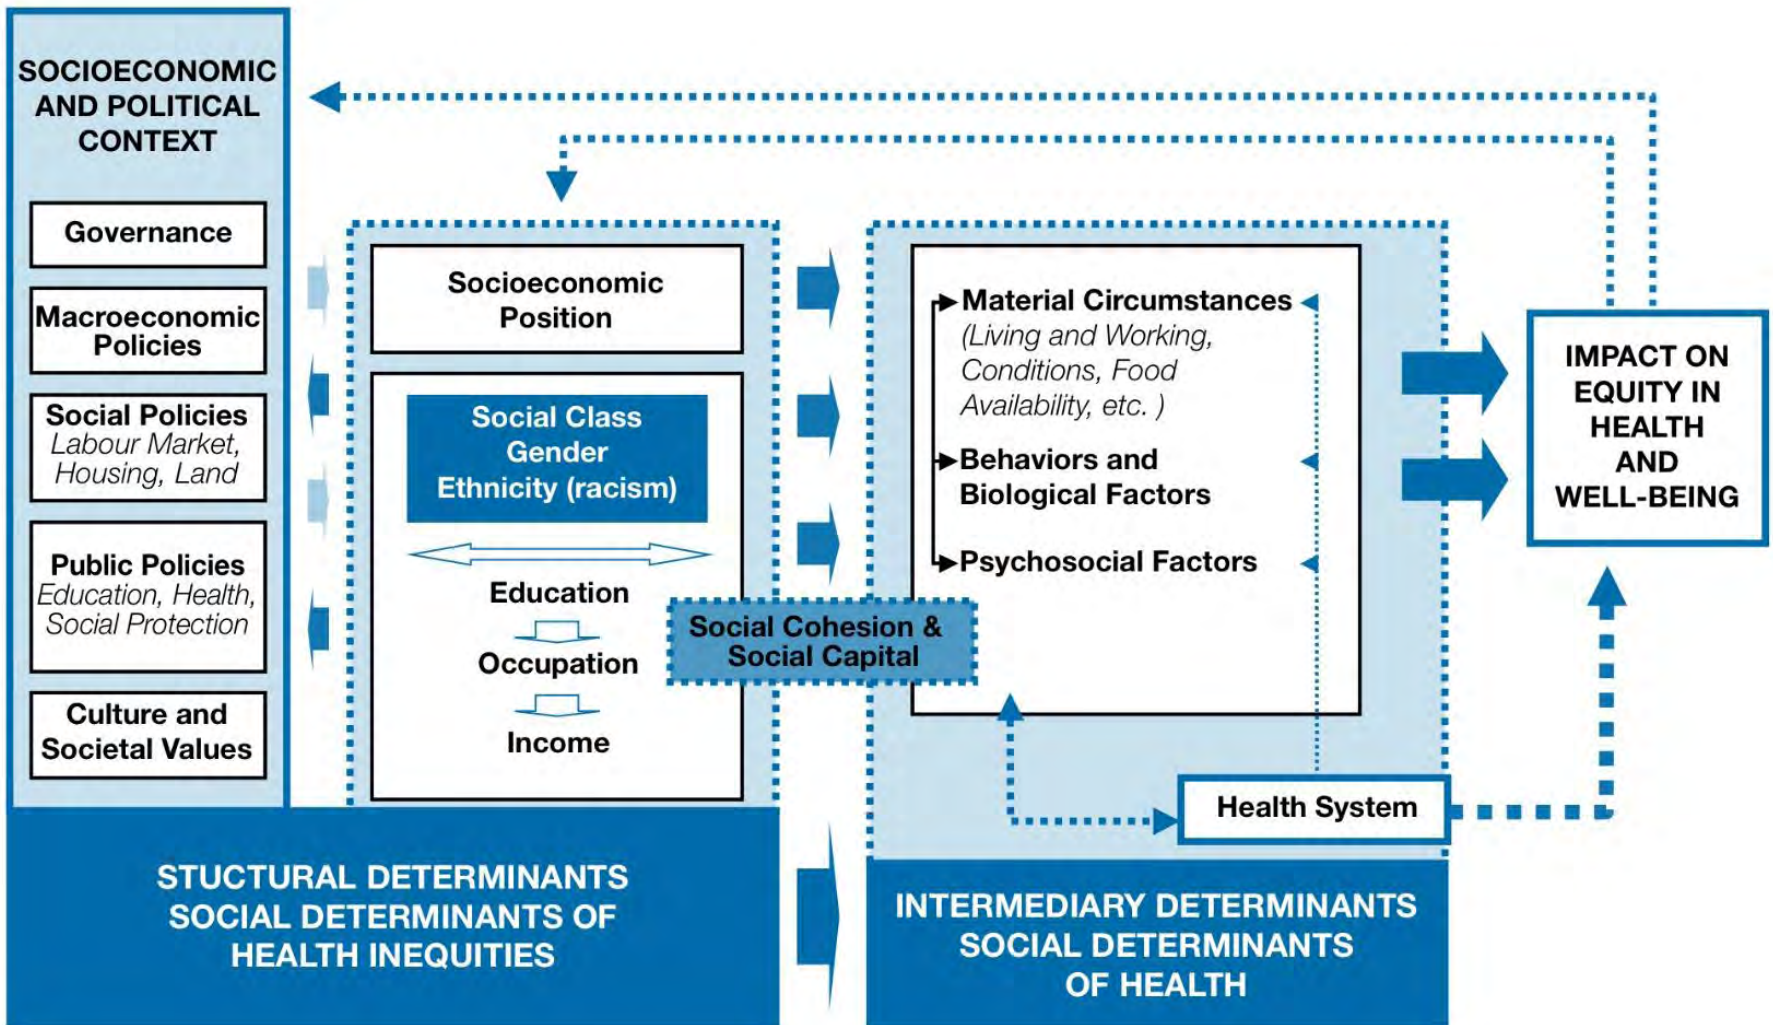 SOCIOECONOMIC
AND POLITICAL
CONTEXT
Governance
Macroeconomic
Policies
Social Policies
Labour Market,
Housing, Land
Public Policies
Education, Health,
Social Protection
Culture and
Societal Values
Socioeconomic
Position
Social Class
Gender
Ethnicity (racism)
Education
Occupation
Income
Social Cohesion &
Social Capital
Material Circumstances
(Living and Working,
Conditions, Food
Availability, etc. )
Behaviors and
Biological Factors
Psychosocial Factors
Health System
IMPACT ON
EQUITY IN
HEALTH
AND
WELL-BEING
STUCTURAL DETERMINANTS
SOCIAL DETERMINANTS OF
HEALTH INEQUITIES
INTERMEDIARY DETERMINANTS
SOCIAL DETERMINANTS
OF HEALTH